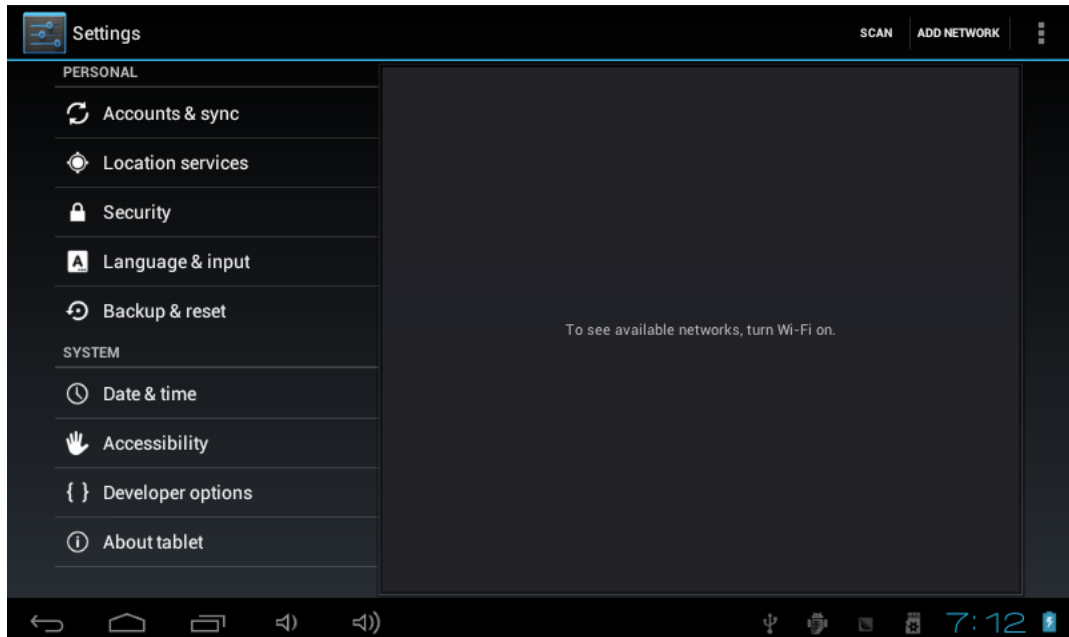 Settings
SCAN
ADD NETWORK
PERSONAL
Accounts & sync
Location services
Security
Language & input
Backup & reset
To see available networks, turn Wi-Fi on.
SYSTEM
Date & time
Accessibility
{ } Developer options
About tablet
7:12